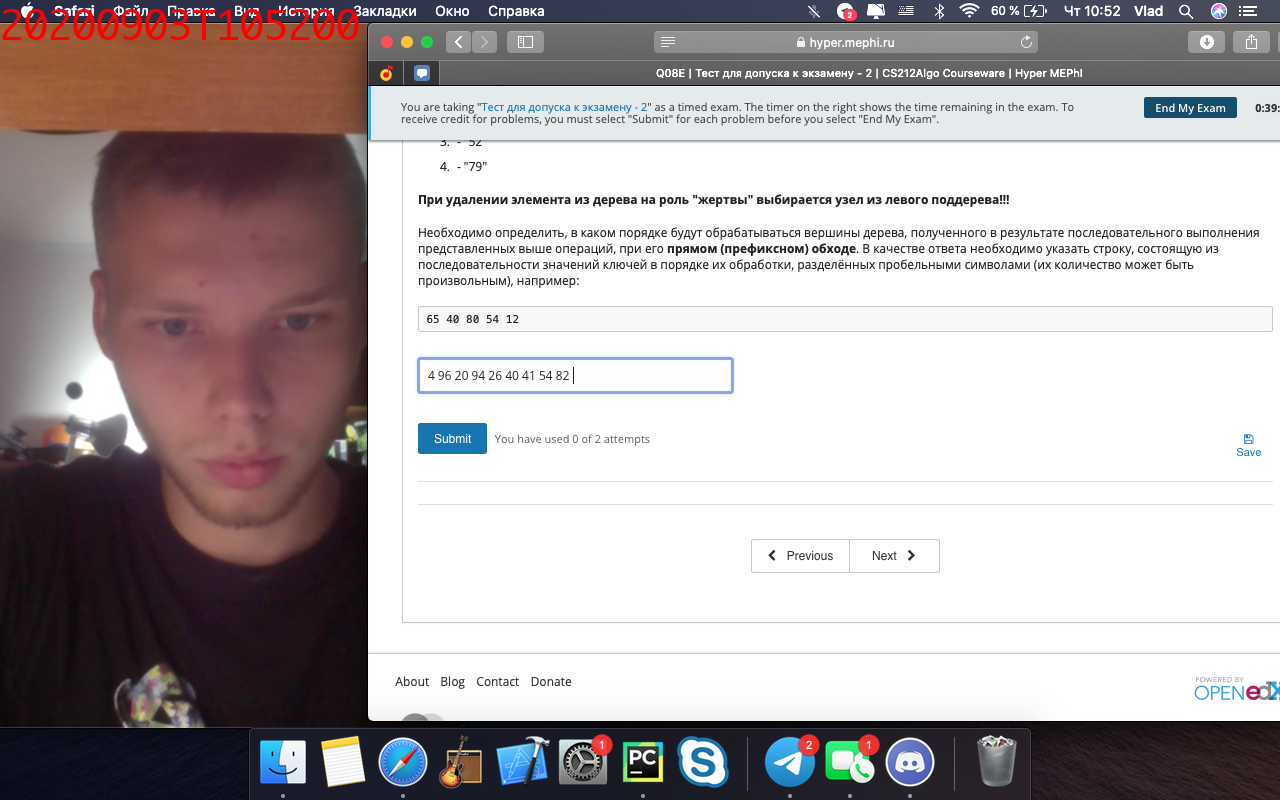 20200903T105200
Safari Файл Правка Вид История Закладки Окно Справка
2
60 % Чт 10:52 Vlad
hyper.mephi.ru
Q08E | Тест для допуска к экзамену - 2 | CS212Algo Courseware | Hyper MEPhI
You are taking "Тест для допуска к экзамену - 2" as a timed exam. The timer on the right shows the time remaining in the exam. To
receive credit for problems, you must select "Submit" for each problem before you select "End My Exam".
End My Exam
0:39:
3. - "52"
4. - "79"
При удалении элемента из дерева на роль "жертвы" выбирается узел из левого поддерева!!!
Необходимо определить, в каком порядке будут обрабатываться вершины дерева, полученного в результате последовательного выполнения
представленных выше операций, при его прямом (префиксном) обходе. В качестве ответа необходимо указать строку, состоящую из
последовательности значений ключей в порядке их обработки, разделённых пробельными символами (их количество может быть
произвольным), например:
65 40 80 54 12
4 96 20 94 26 40 41 54 82
Submit You have used 0 of 2 attempts
Save
Previous Next
About Blog Contact Donate
POWERED BY
OPEN edX
1
PC
2
1